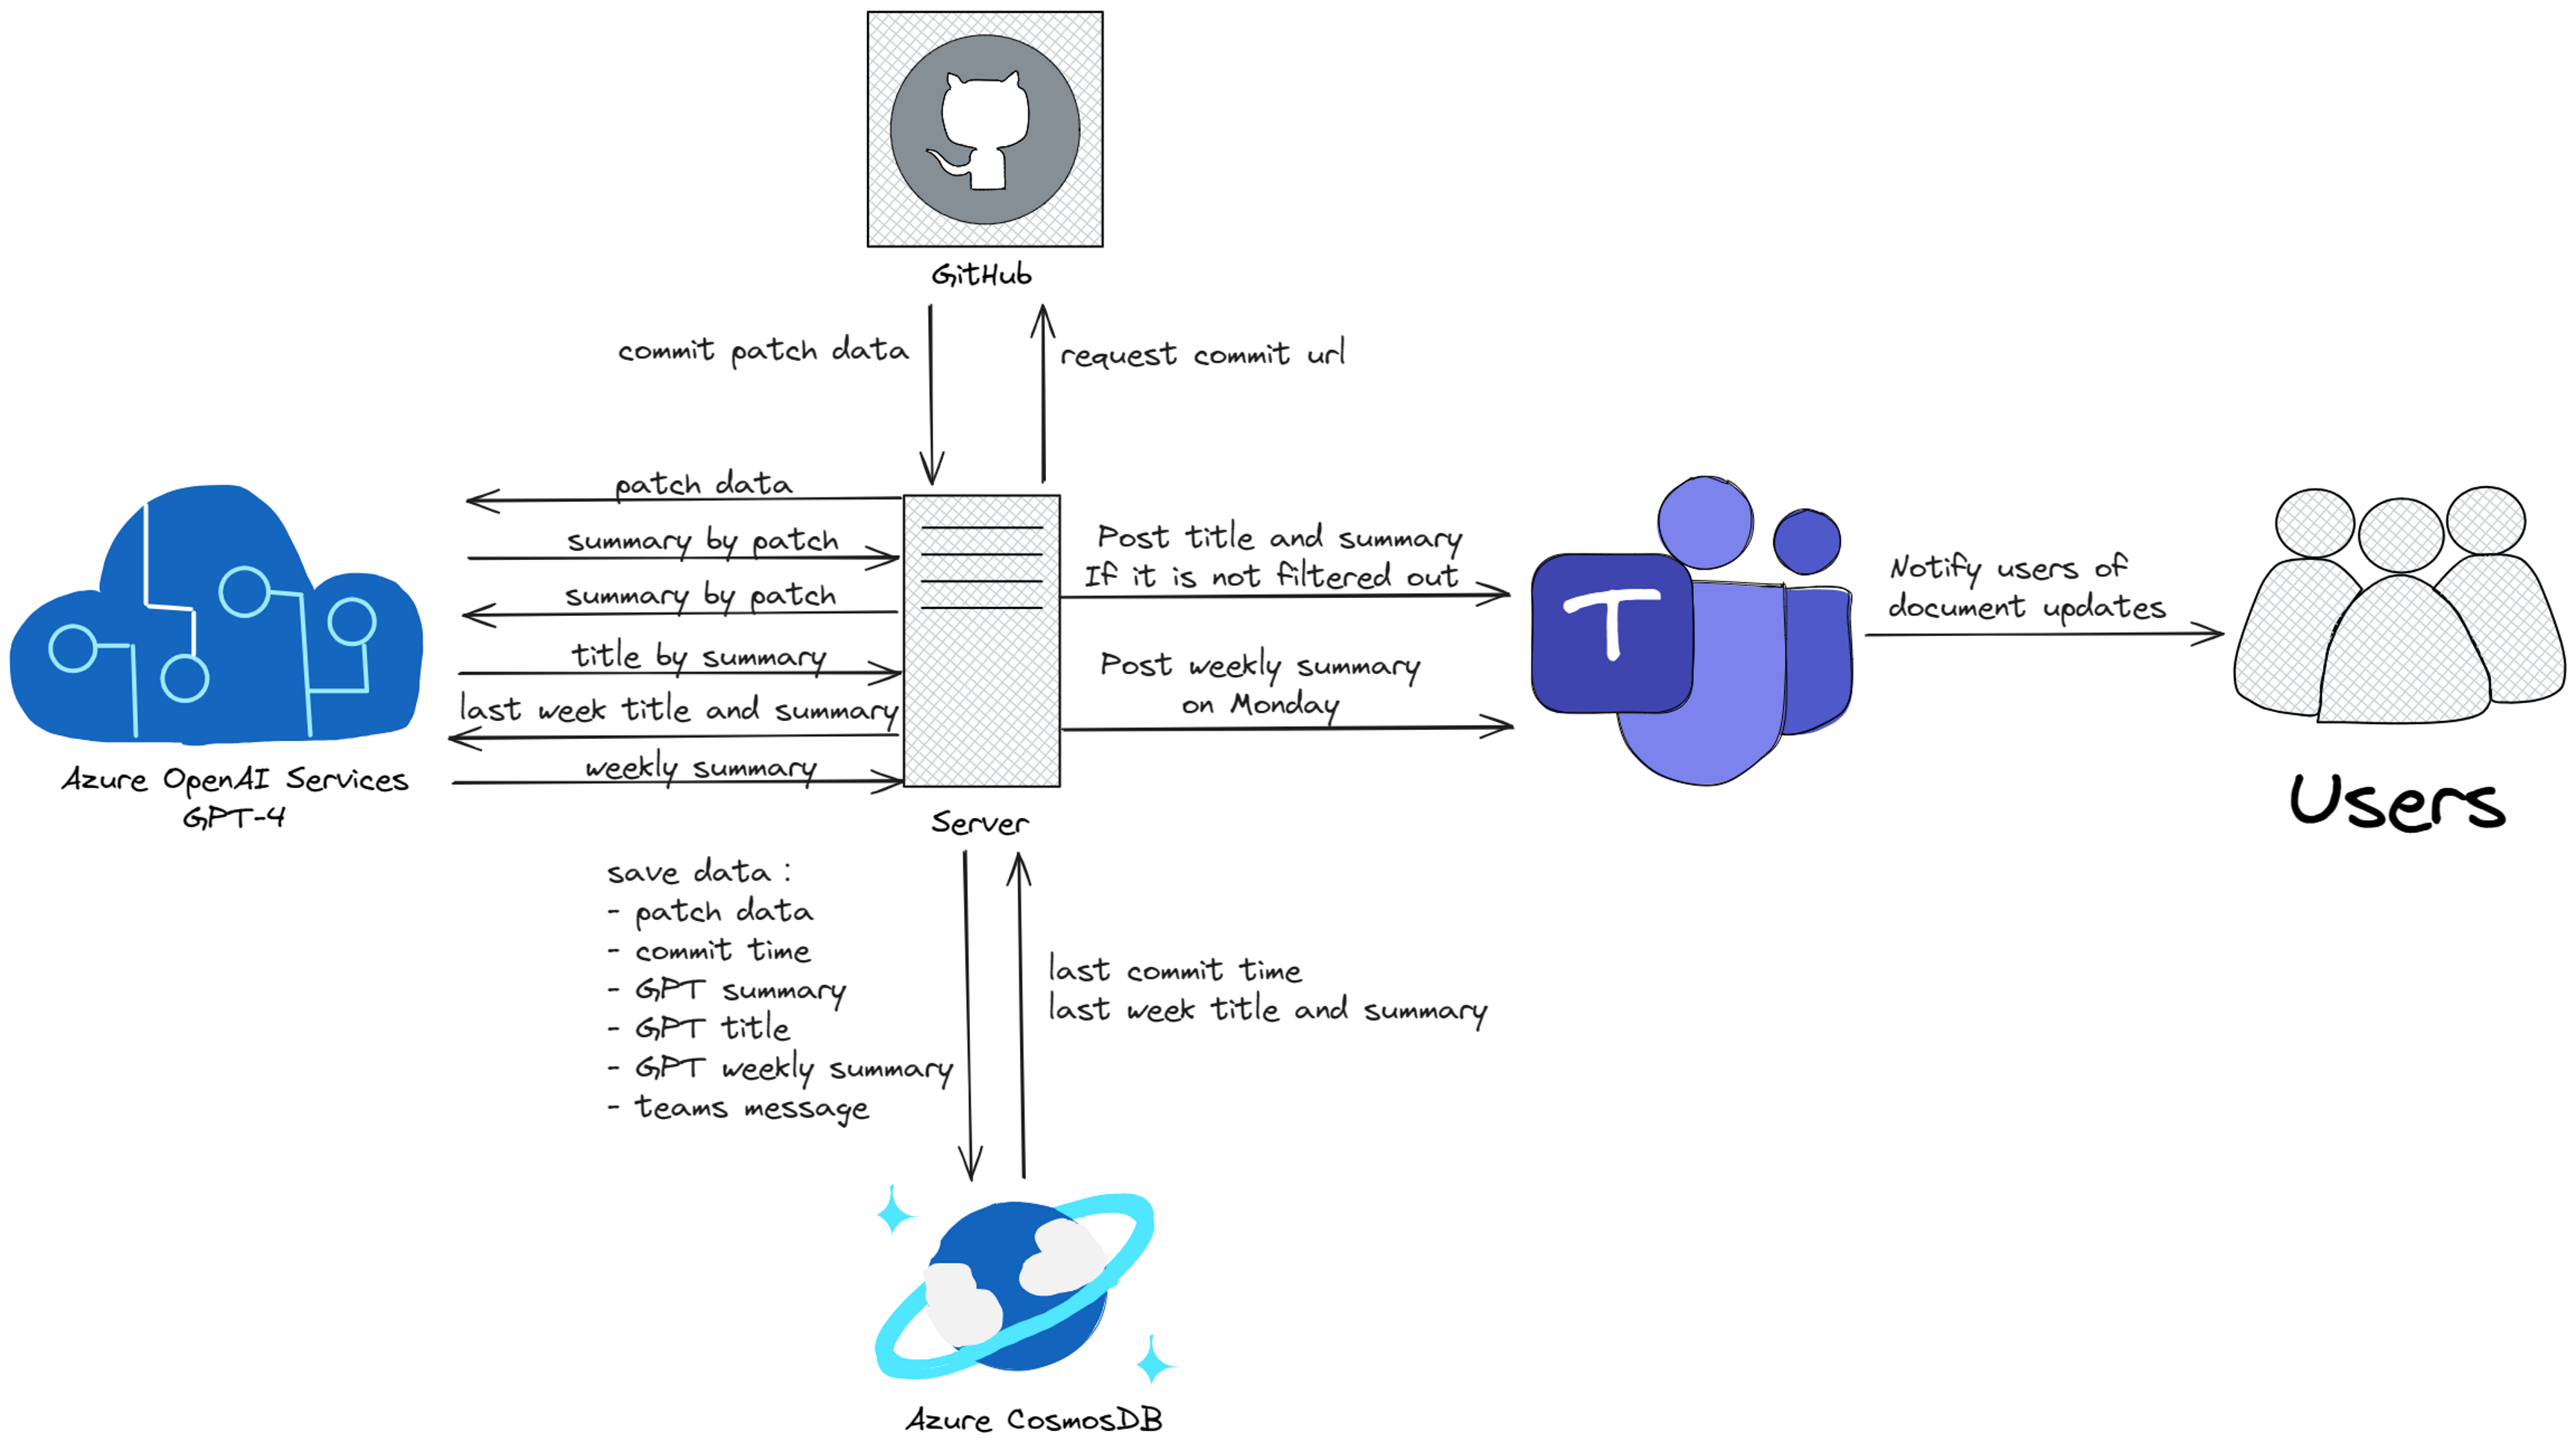 GitHub
commit patch data
request commit url
patch data
summary by patch
summary by patch
title by summary
last week title and summary
weekly summary
Azure OpenAI Services
GPT-4
Server
Post title and summary
If it is not filtered out
Post weekly summary
on Monday
T
Notify users of
document updates
Users
save data :
- patch data
- commit time
- GPT summary
- GPT title
- GPT weekly summary
- teams message
last commit time
last week title and summary
Azure CosmosDB